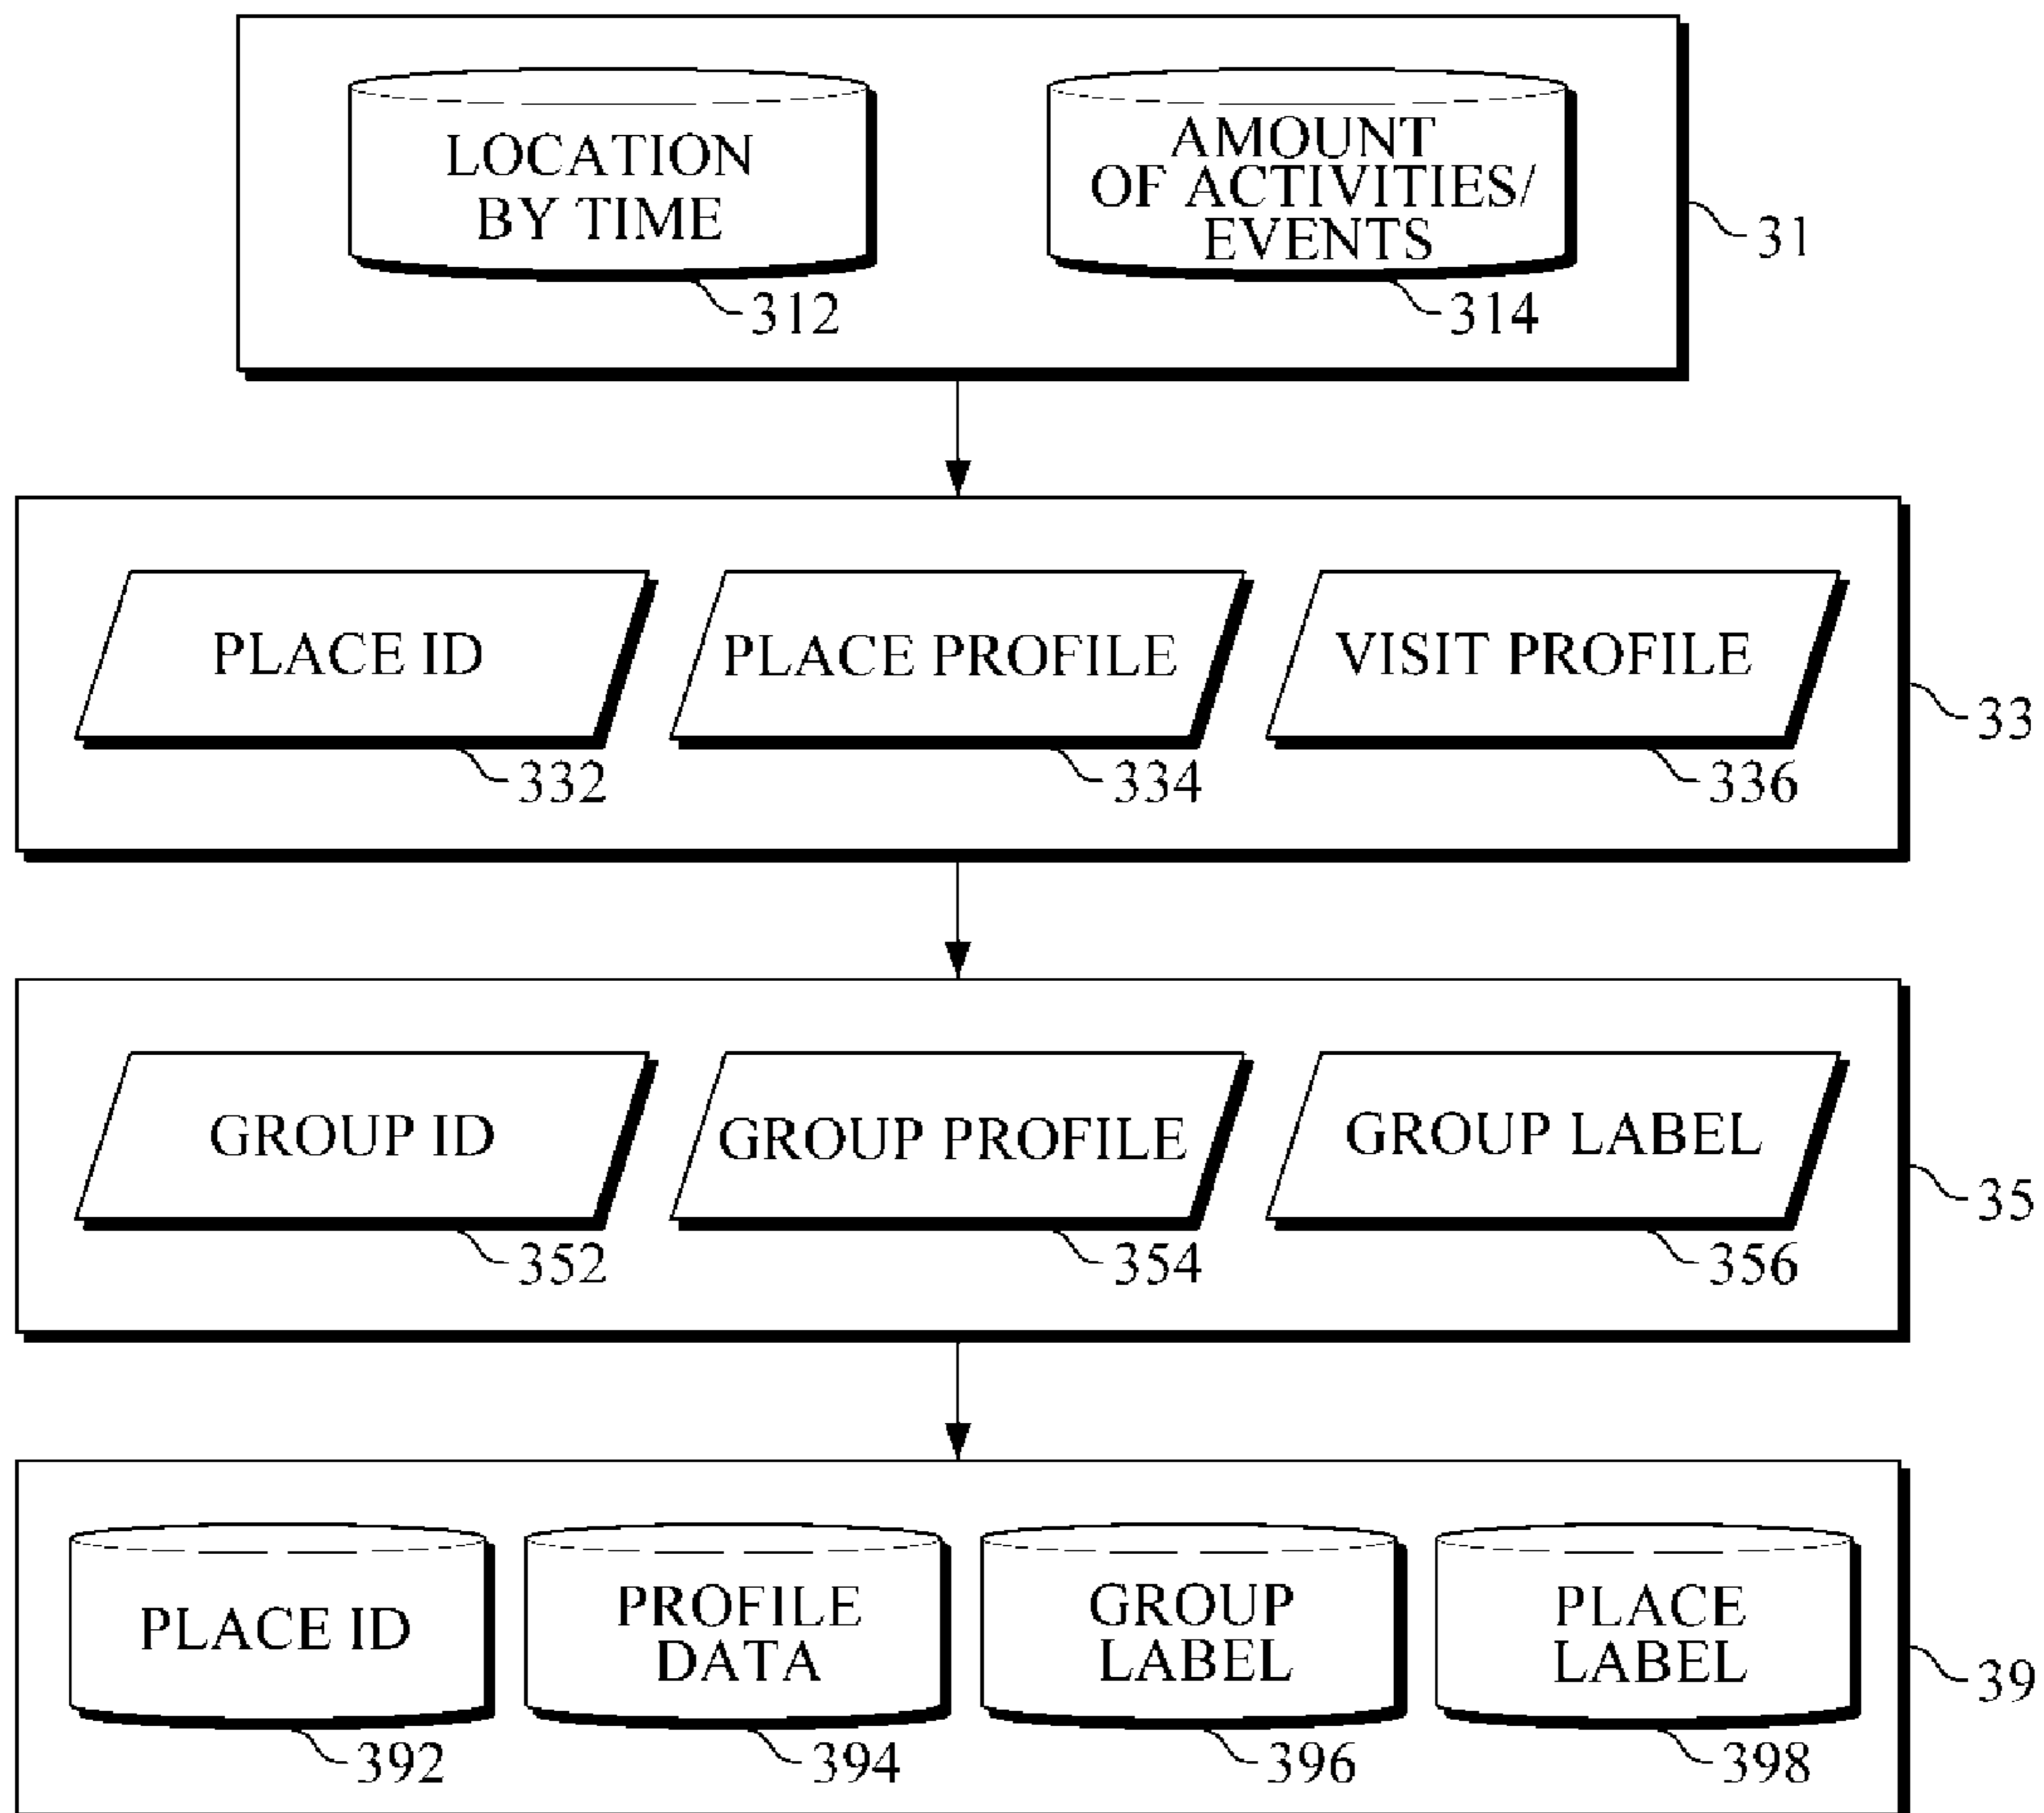 LOCATION
BY TIME
312
AMOUNT
OF ACTIVITIES/
EVENTS
314
31
PLACE ID
332
PLACE PROFILE
334
VISIT PROFILE
336
33
GROUP ID
352
GROUP PROFILE
354
GROUP LABEL
356
35
PLACE ID
392
PROFILE
DATA
394
GROUP
LABEL
396
PLACE
LABEL
398
39